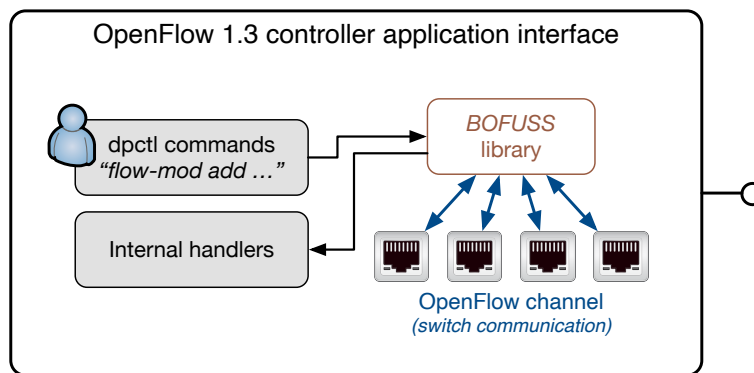 OpenFlow 1.3 controller application interface
dpctl commands
“flow-mod add …”
BOFUSS
library
Internal handlers
OpenFlow channel
(switch communication)